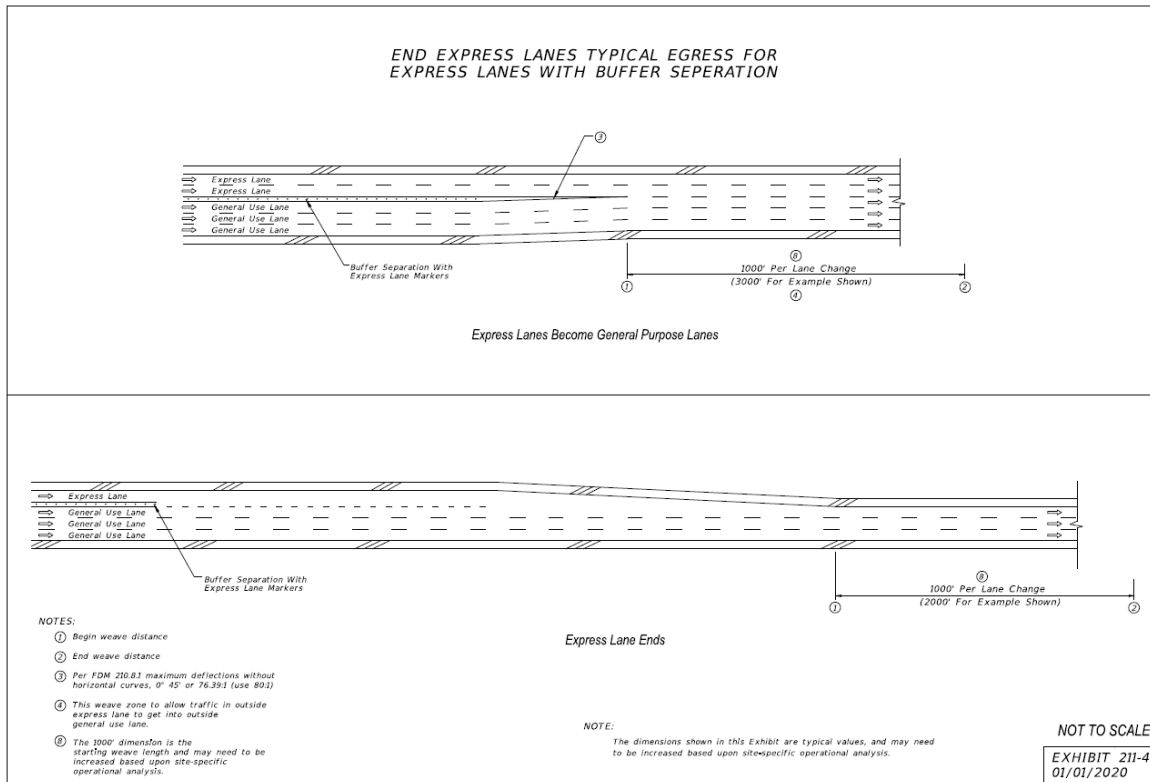 END EXPRESS LANES TYPICAL EGRESS FOR
EXPRESS LANES WITH BUFFER SEPERATION
③
Express Lane
Express Lane
General Use Lane
General Use Lane
General Use Lane
Buffer Separation With
Express Lane Markers
⑧
1000' Per Lane Change
(3000' For Example Shown)
①
②
④
Express Lanes Become General Purpose Lanes
Express Lane
General Use Lane
General Use Lane
General Use Lane
Buffer Separation With
Express Lane Markers
⑧
1000' Per Lane Change
(2000' For Example Shown)
①
②
Express Lane Ends
NOTES:
① Begin weave distance
② End weave distance
③ Per FDM 210.8.1 maximum deflections without
horizontal curves, 0° 45' or 76.39:1 (use 80:1)
④ This weave zone to allow traffic in outside
express lane to get into outside
general use lane.
⑧ The 1000' dimension is the
starting weave length and may need to be
increased based upon site-specific
operational analysis.
NOTE:
The dimensions shown in this Exhibit are typical values, and may need
to be increased based upon site-specific operational analysis.
NOT TO SCALE
EXHIBIT 211-4
01/01/2020